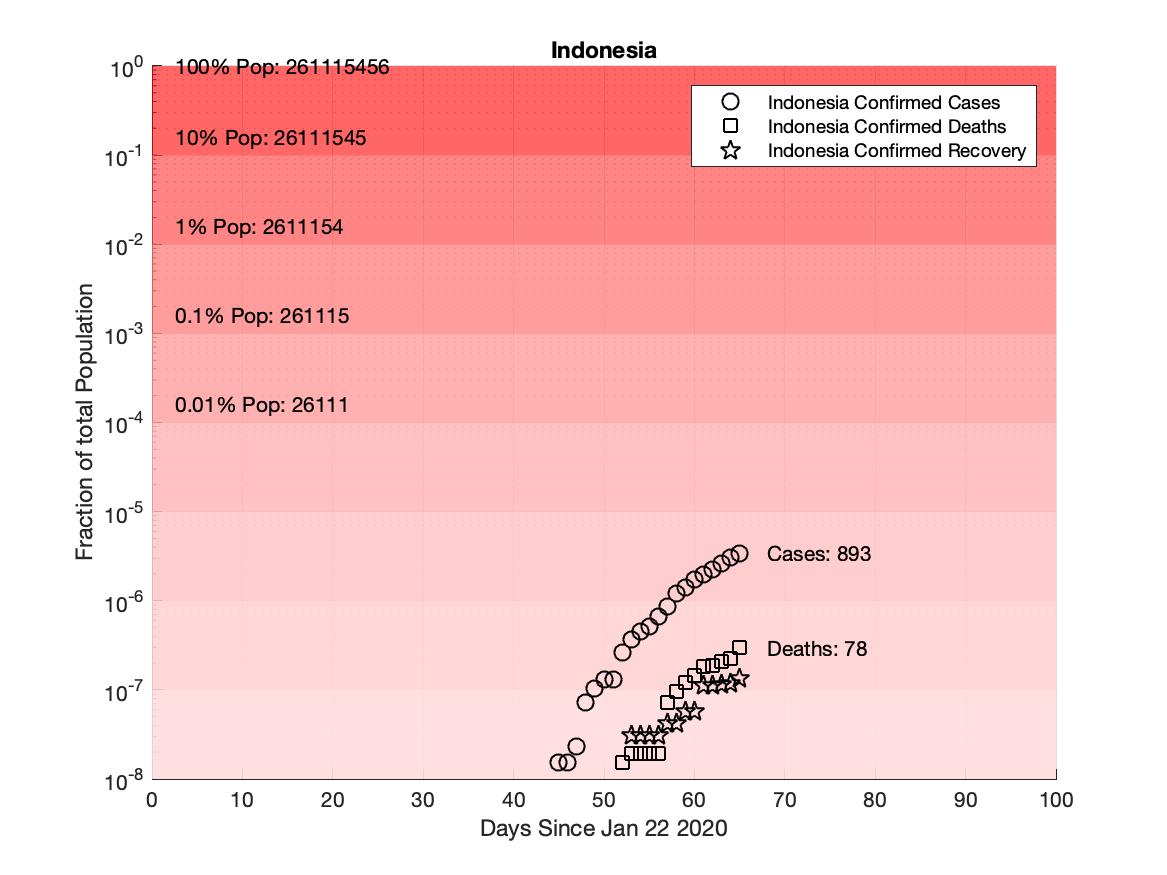 Indonesia
10^0
100% Pop: 261115456
Indonesia Confirmed Cases
Indonesia Confirmed Deaths
Indonesia Confirmed Recovery
10% Pop: 26111545
10^-1
1% Pop: 2611154
10^-2
0.1% Pop: 261115
10^-3
0.01% Pop: 26111
10^-4
10^-5
Cases: 893
10^-6
Deaths: 78
10^-7
10^-8
Fraction of total Population
0 10 20 30 40 50 60 70 80 90 100
Days Since Jan 22 2020